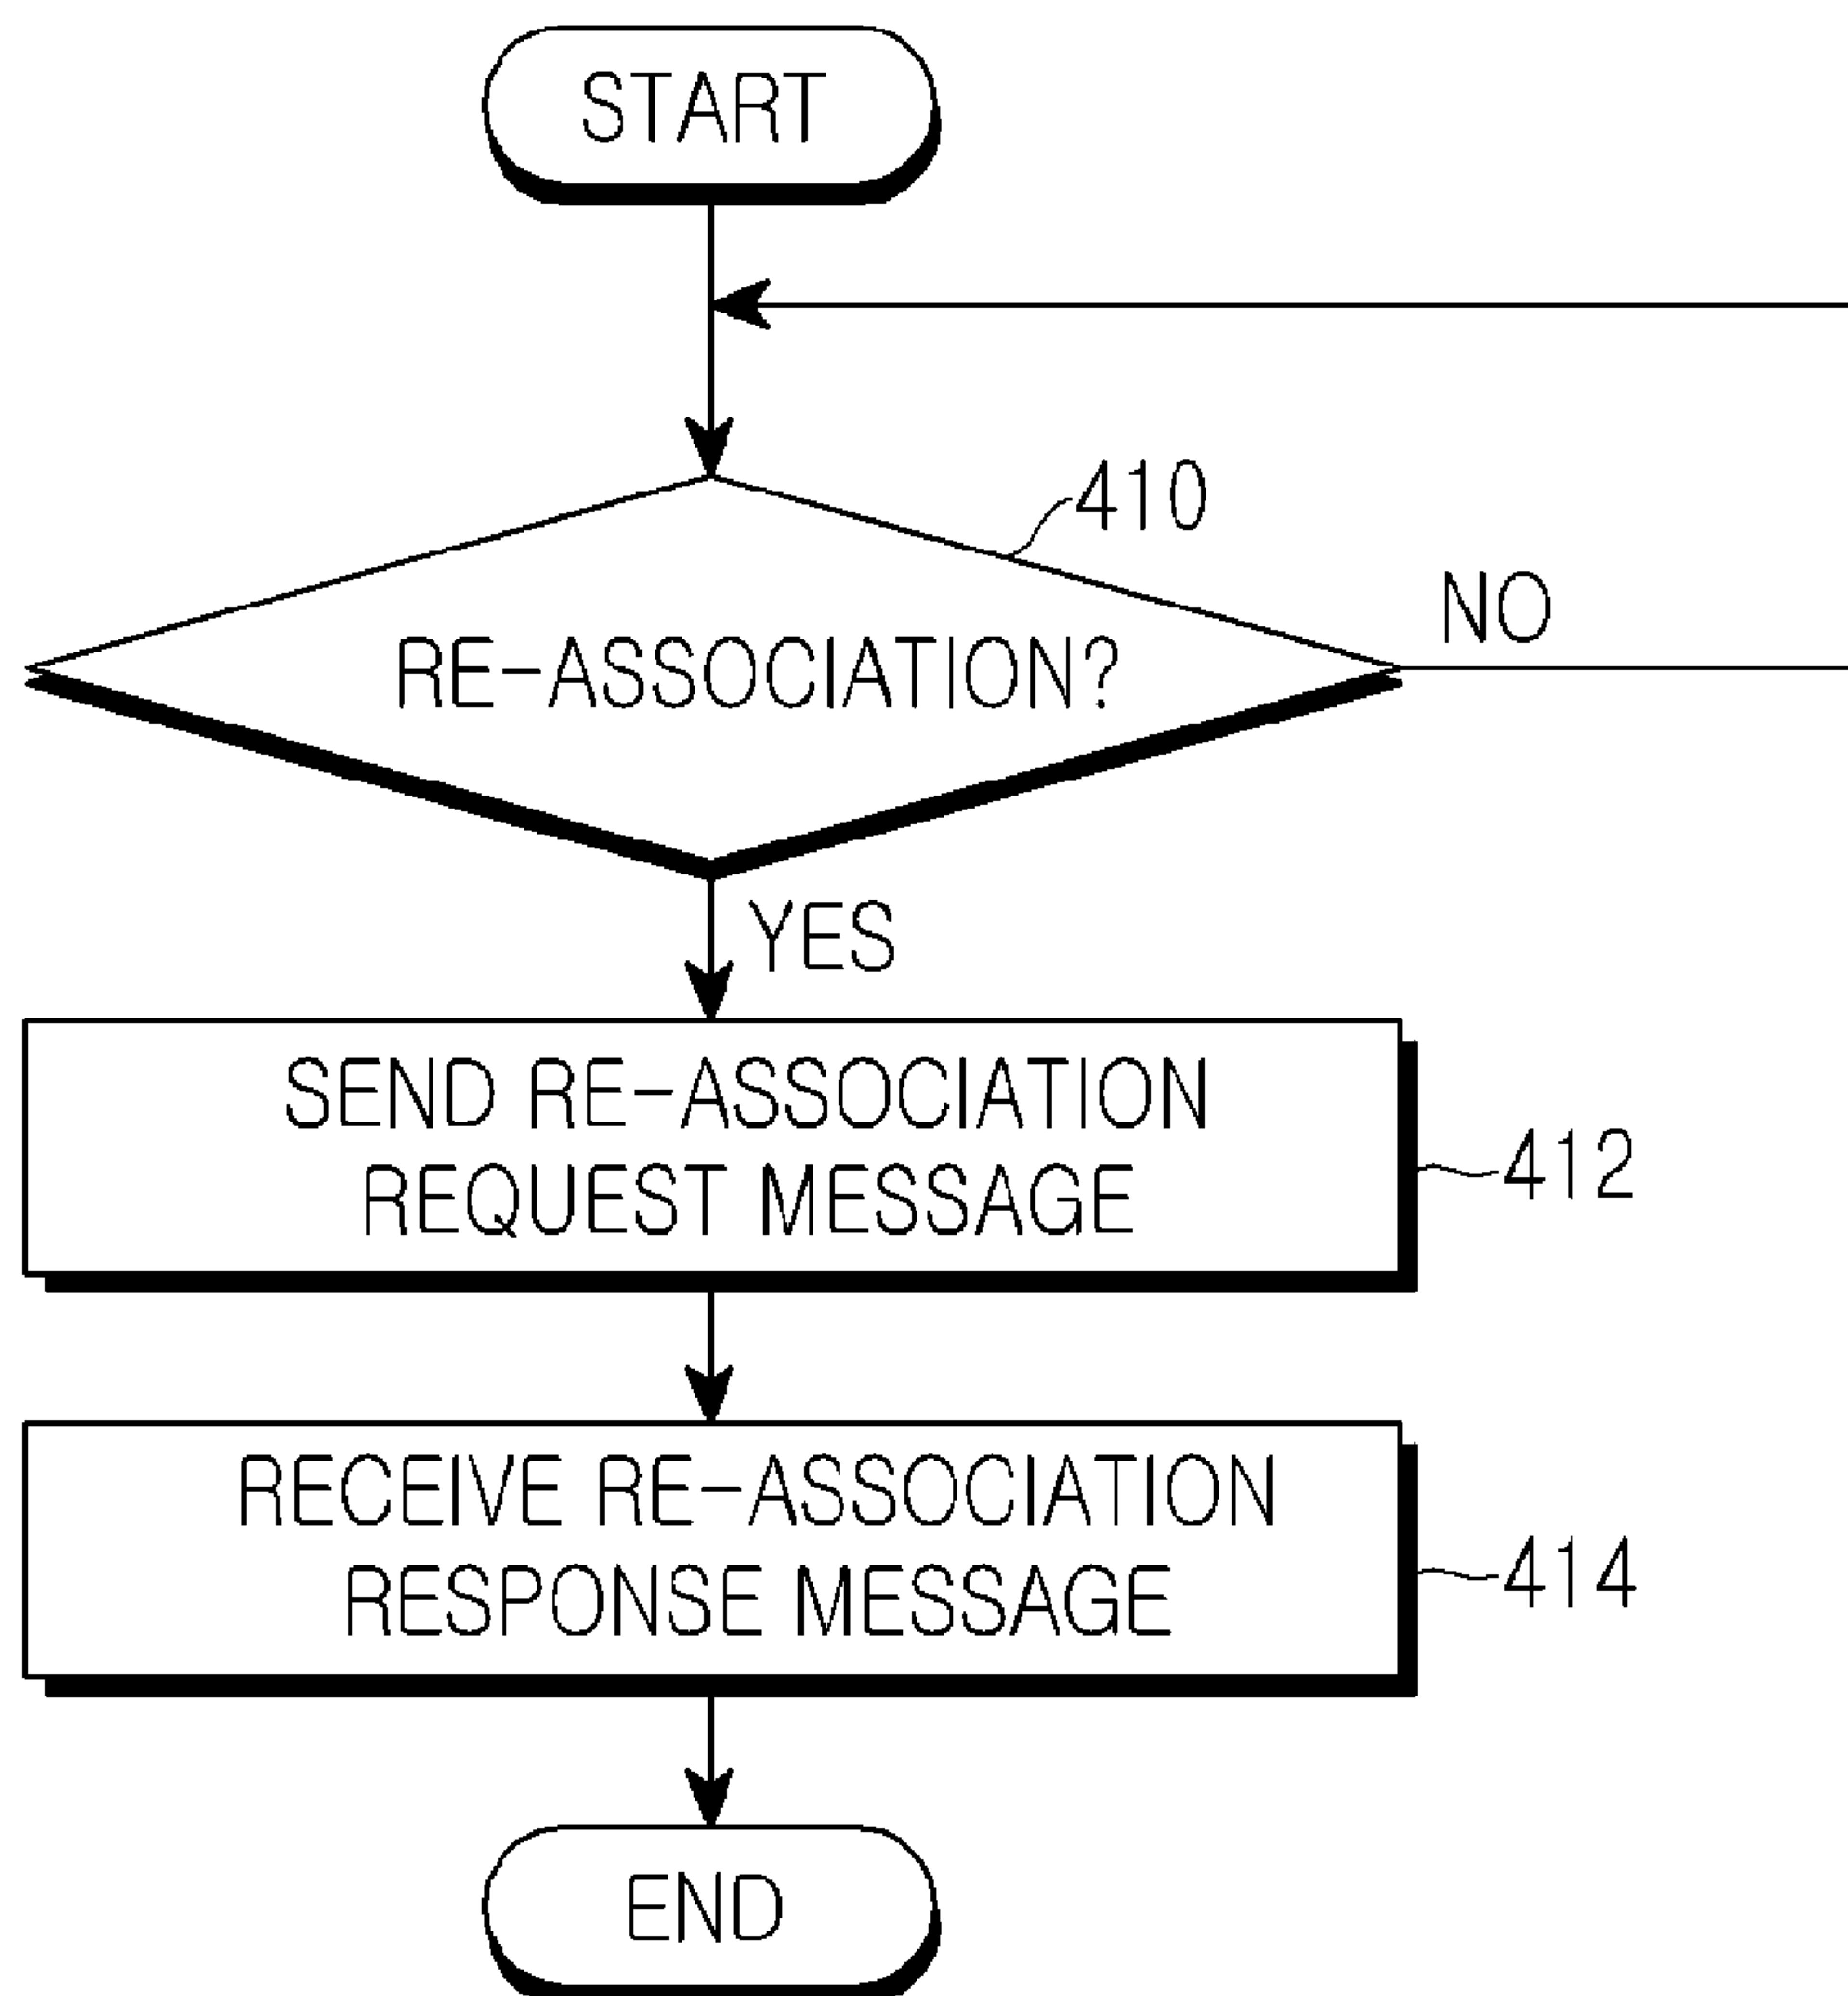 START
410
NO
RE-ASSOCIATION?
YES
SEND RE-ASSOCIATION
REQUEST MESSAGE
412
RECEIVE RE-ASSOCIATION
RESPONSE MESSAGE
414
END